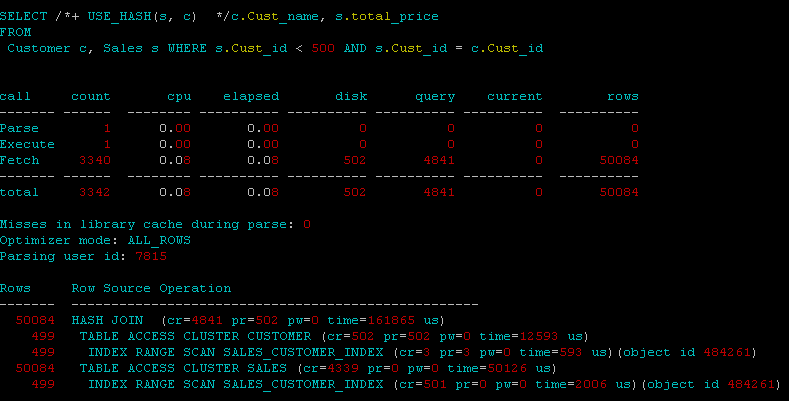 SELECT /*+ USE_HASH(s, c)  */c.Cust_name, s.total_price
FROM
 Customer c, Sales s WHERE s.Cust_id < 500 AND s.Cust_id = c.Cust_id
call     count       cpu    elapsed       disk      query    current        rows
------- ------  -------- ---------- ---------- ---------- ----------  ----------
Parse        1      0.00       0.00          0          0          0           0
Execute      1      0.00       0.00          0          0          0           0
Fetch     3340      0.08       0.08        502       4841          0       50084
------- ------  -------- ---------- ---------- ---------- ----------  ----------
total     3342      0.08       0.08        502       4841          0       50084
Misses in library cache during parse: 0
Optimizer mode: ALL_ROWS
Parsing user id: 7815
Rows     Row Source Operation
-------  ---------------------------------------------------
  50084  HASH JOIN  (cr=4841 pr=502 pw=0 time=161865 us)
    499   TABLE ACCESS CLUSTER CUSTOMER (cr=502 pr=502 pw=0 time=12593 us)
    499    INDEX RANGE SCAN SALES_CUSTOMER_INDEX (cr=3 pr=3 pw=0 time=593 us)(object id 484261)
  50084   TABLE ACCESS CLUSTER SALES (cr=4339 pr=0 pw=0 time=50126 us)
    499    INDEX RANGE SCAN SALES_CUSTOMER_INDEX (cr=501 pr=0 pw=0 time=2006 us)(object id 484261)